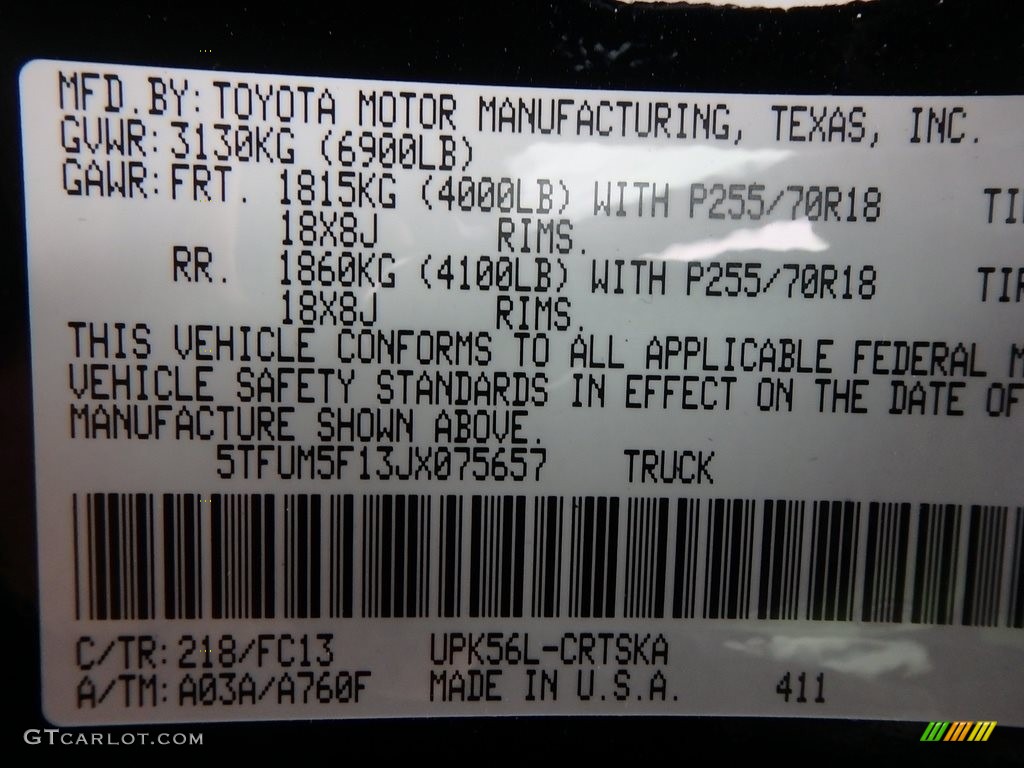 MFD.BY: TOYOTA MOTOR MANUFACTURING, TEXAS, INC.
GVWR: 3130KG (6900LB)
GAWR: FRT. 1815KG (4000LB) WITH P255/70R18 TI
18X8J RIMS.
RR. 1860KG (4100LB) WITH P255/70R18 TIR
18X8J RIMS.
THIS VEHICLE CONFORMS TO ALL APPLICABLE FEDERAL M
VEHICLE SAFETY STANDARDS IN EFFECT ON THE DATE OF
MANUFACTURE SHOWN ABOVE.
5TFUM5F13JX075657 TRUCK
C/TR: 218/FC13 UPK56L-CRTSKA
A/TM: A03A/A760F MADE IN U.S.A. 411
GTCARLOT.COM